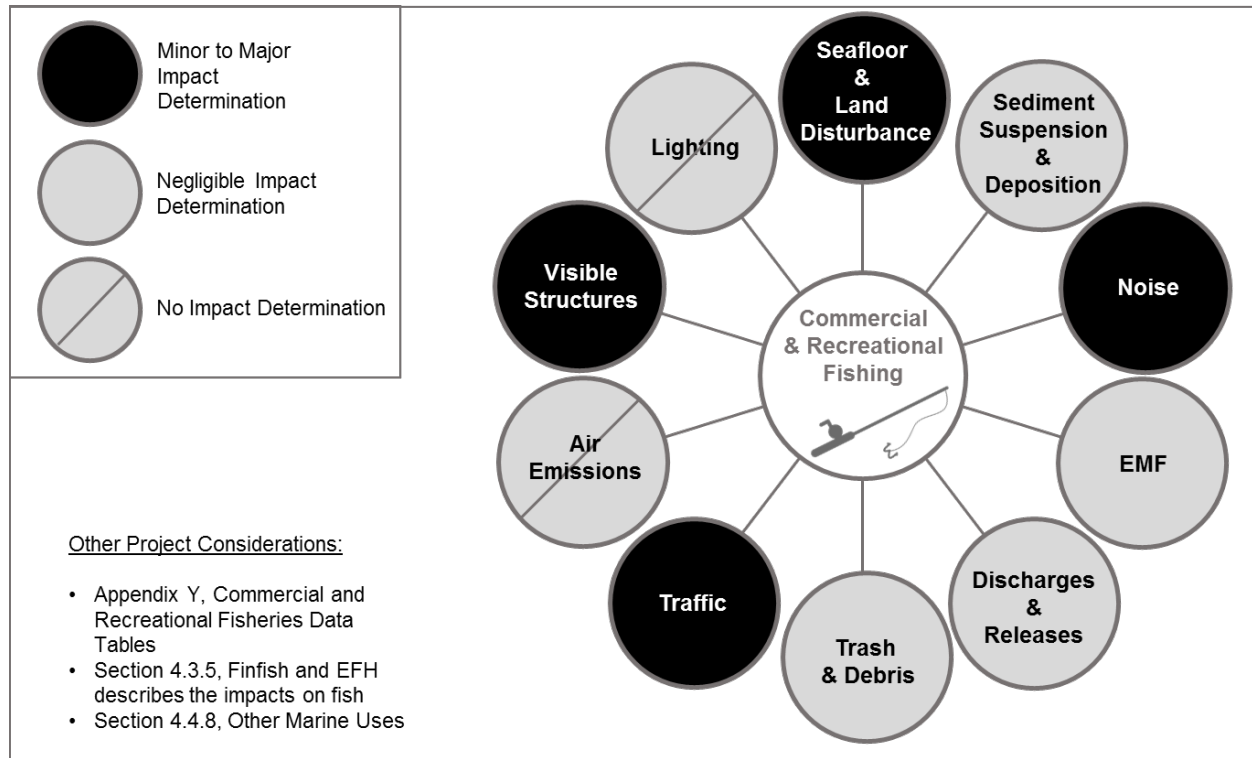 Minor to Major
Impact
Determination
Negligible Impact
Determination
No Impact Determination
Other Project Considerations:
• Appendix Y, Commercial and
Recreational Fisheries Data
Tables
• Section 4.3.5, Finfish and EFH
describes the impacts on fish
• Section 4.4.8, Other Marine Uses
Seafloor
&
Land
Disturbance
Sediment
Suspension
&
Deposition
Noise
EMF
Discharges
&
Releases
Trash
& Debris
Traffic
Air
Emissions
Visible
Structures
Lighting
Commercial
& Recreational
Fishing